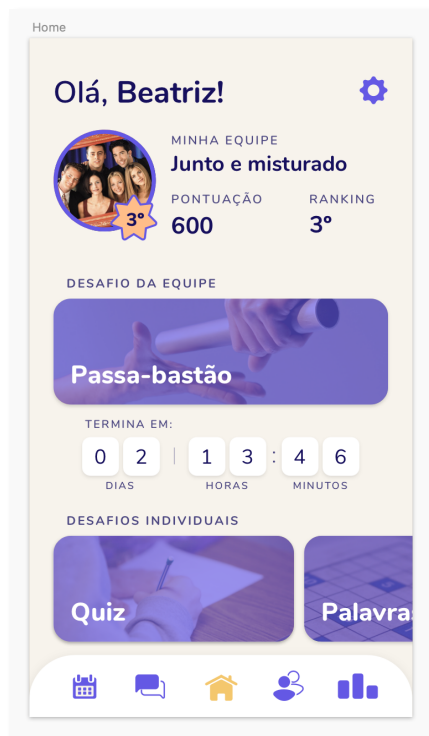 Home
Olá, Beatriz!
MINHA EQUIPE
Junto e misturado
PONTUAÇÃO
600
RANKING
3º
3º
DESAFIO DA EQUIPE
Passa-bastão
TERMINA EM:
0 2 | 1 3 : 4 6
DIAS HORAS MINUTOS
DESAFIOS INDIVIDUAIS
Quiz
Palavra